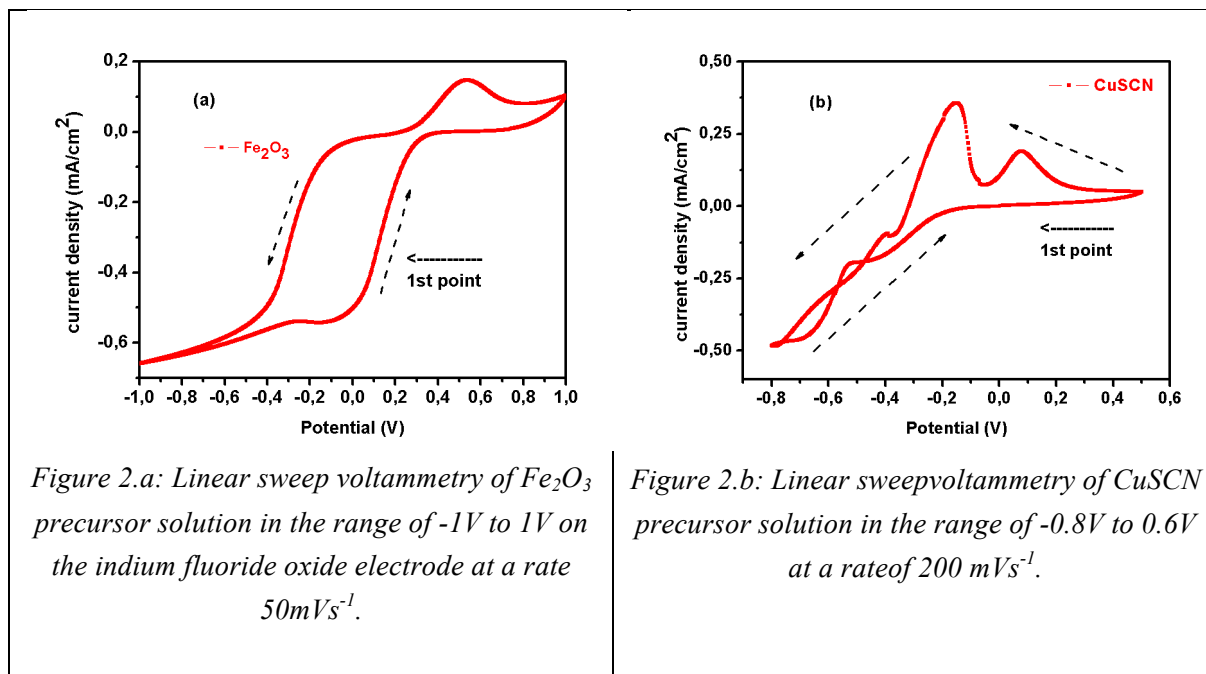 (a)
Fe2O3
1st point
current density (mA/cm2)
0,2
0,0
-0,2
-0,4
-0,6
-1,0 -0,8 -0,6 -0,4 -0,2 0,0 0,2 0,4 0,6 0,8 1,0
Potential (V)
(b)
CuSCN
1st point
current density (mA/cm2)
0,50
0,25
0,00
-0,25
-0,50
-0,8 -0,6 -0,4 -0,2 0,0 0,2 0,4 0,6
Potential (V)
Figure 2.a: Linear sweep voltammetry of Fe2O3
precursor solution in the range of -1V to 1V on
the indium fluoride oxide electrode at a rate
50mVs-1.
Figure 2.b: Linear sweepvoltammetry of CuSCN
precursor solution in the range of -0.8V to 0.6V
at a rateof 200 mVs-1.